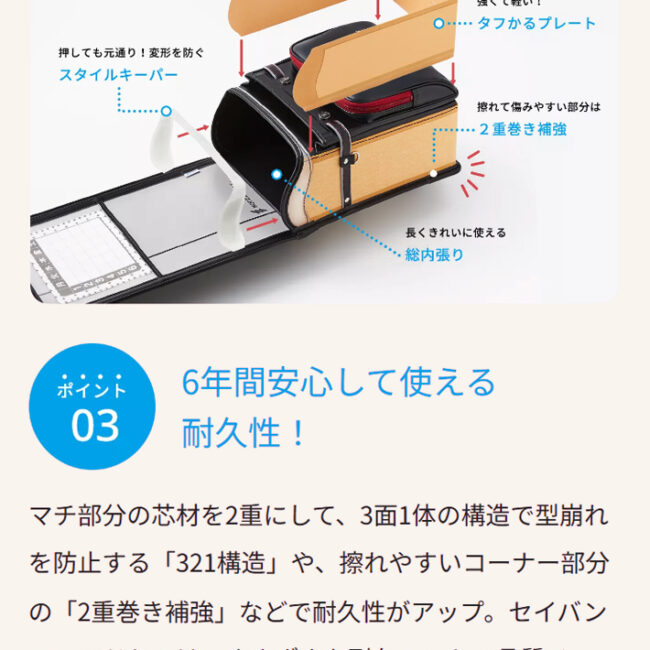 強くて軽い！
タフかるプレート
押しても元通り！変形を防ぐ
スタイルキーパー
擦れて傷みやすい部分は
２重巻き補強
長くきれいに使える
総内張り
ポイント
03
6年間安心して使える
耐久性！
マチ部分の芯材を2重にして、3面1体の構造で型崩れ
を防止する「321構造」や、擦れやすいコーナー部分
の「2重巻き補強」などで耐久性がアップ。セイバン